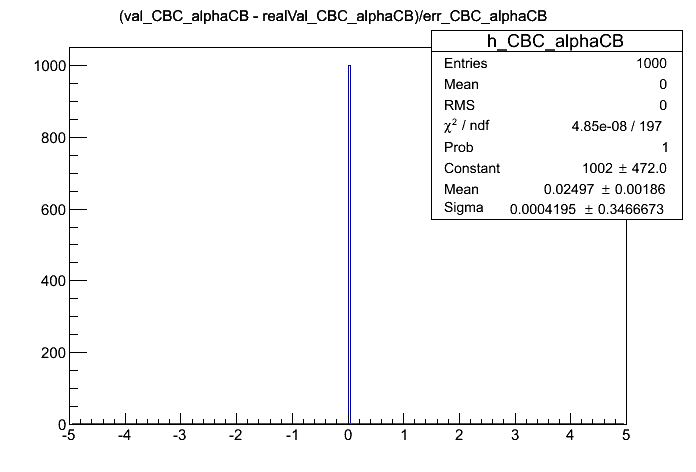 (val_CBC_alphaCB - realVal_CBC_alphaCB)/err_CBC_alphaCB
h_CBC_alphaCB
Entries 1000
Mean 0
RMS 0
χ² / ndf 4.85e-08 / 197
Prob 1
Constant 1002 ± 472.0
Mean 0.02497 ± 0.00186
Sigma 0.0004195 ± 0.3466673
1000
800
600
400
200
0
-5 -4 -3 -2 -1 0 1 2 3 4 5